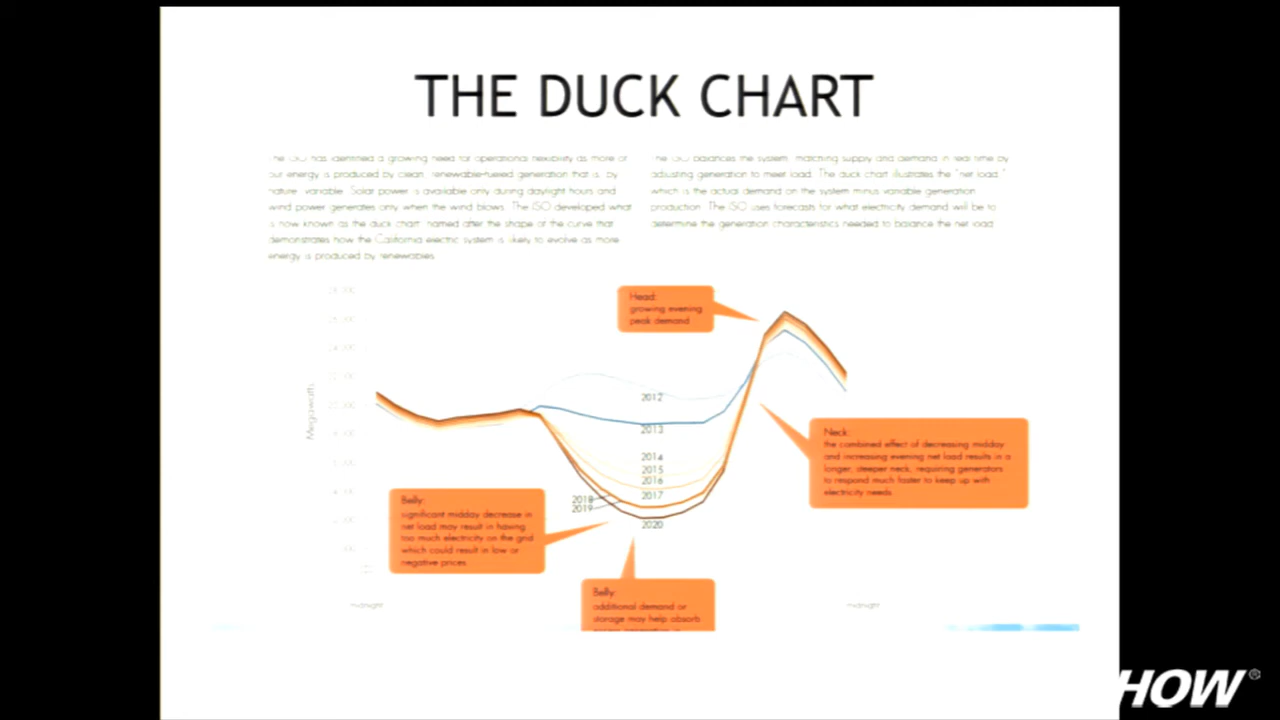 THE DUCK CHART
The ISO has identified a growing need for operational flexibility as more of
our energy is produced by clean, renewable-fueled generation that is, by
nature, variable. Solar power is available only during daylight hours and
wind power generates only when the wind blows. The ISO developed what
is now known as the duck chart, named after the shape of the curve that
demonstrates how the California electric system is likely to evolve as more
energy is produced by renewables.
The ISO balances the system, matching supply and demand in real time by
adjusting generation to meet load. The duck chart illustrates the "net load,"
which is the actual demand on the system minus variable generation
production. The ISO uses forecasts for what electricity demand will be to
determine the generation characteristics needed to balance the net load.
Head:
growing evening
peak demand
Megawatts
2012
2013
2014
2015
2016
2017
2018
2019
2020
Neck:
the combined effect of decreasing midday
and increasing evening net load results in a
longer, steeper neck, requiring generators
to respond much faster to keep up with
electricity needs
Belly:
significant midday decrease in
net load may result in having
too much electricity on the grid
which could result in low or
negative prices
Belly:
additional demand or
storage may help absorb
midnight
midnight
HOW®